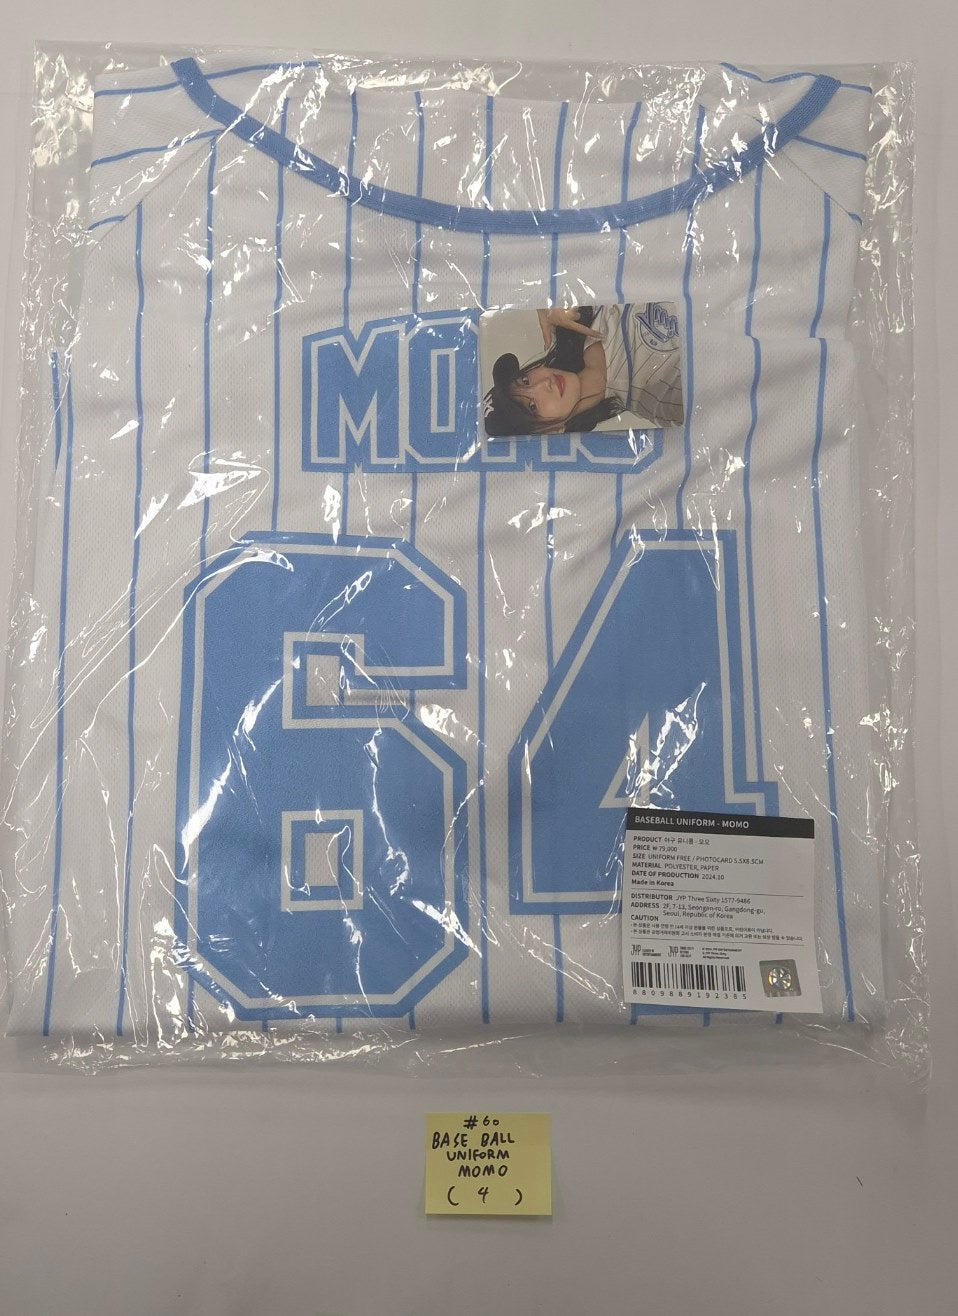 MOMO
64
BASEBALL UNIFORM - MOMO
PRODUCT 야구 유니폼 - 모모
PRICE ₩79,000
SIZE UNIFORM FREE / PHOTOCARD 5.5X8.5CM
MATERIAL POLYESTER, PAPER
DATE OF PRODUCTION 2024.10
Made in Korea
DISTRIBUTOR JYP Three Sixty 1577-9486
ADDRESS 2F, 7-13, Seongan-ro, Gangdong-gu,
Seoul, Republic of Korea
CAUTION
JYP
JYP
8809889192385
#60
BASE BALL
UNIFORM
MOMO
( 4 )